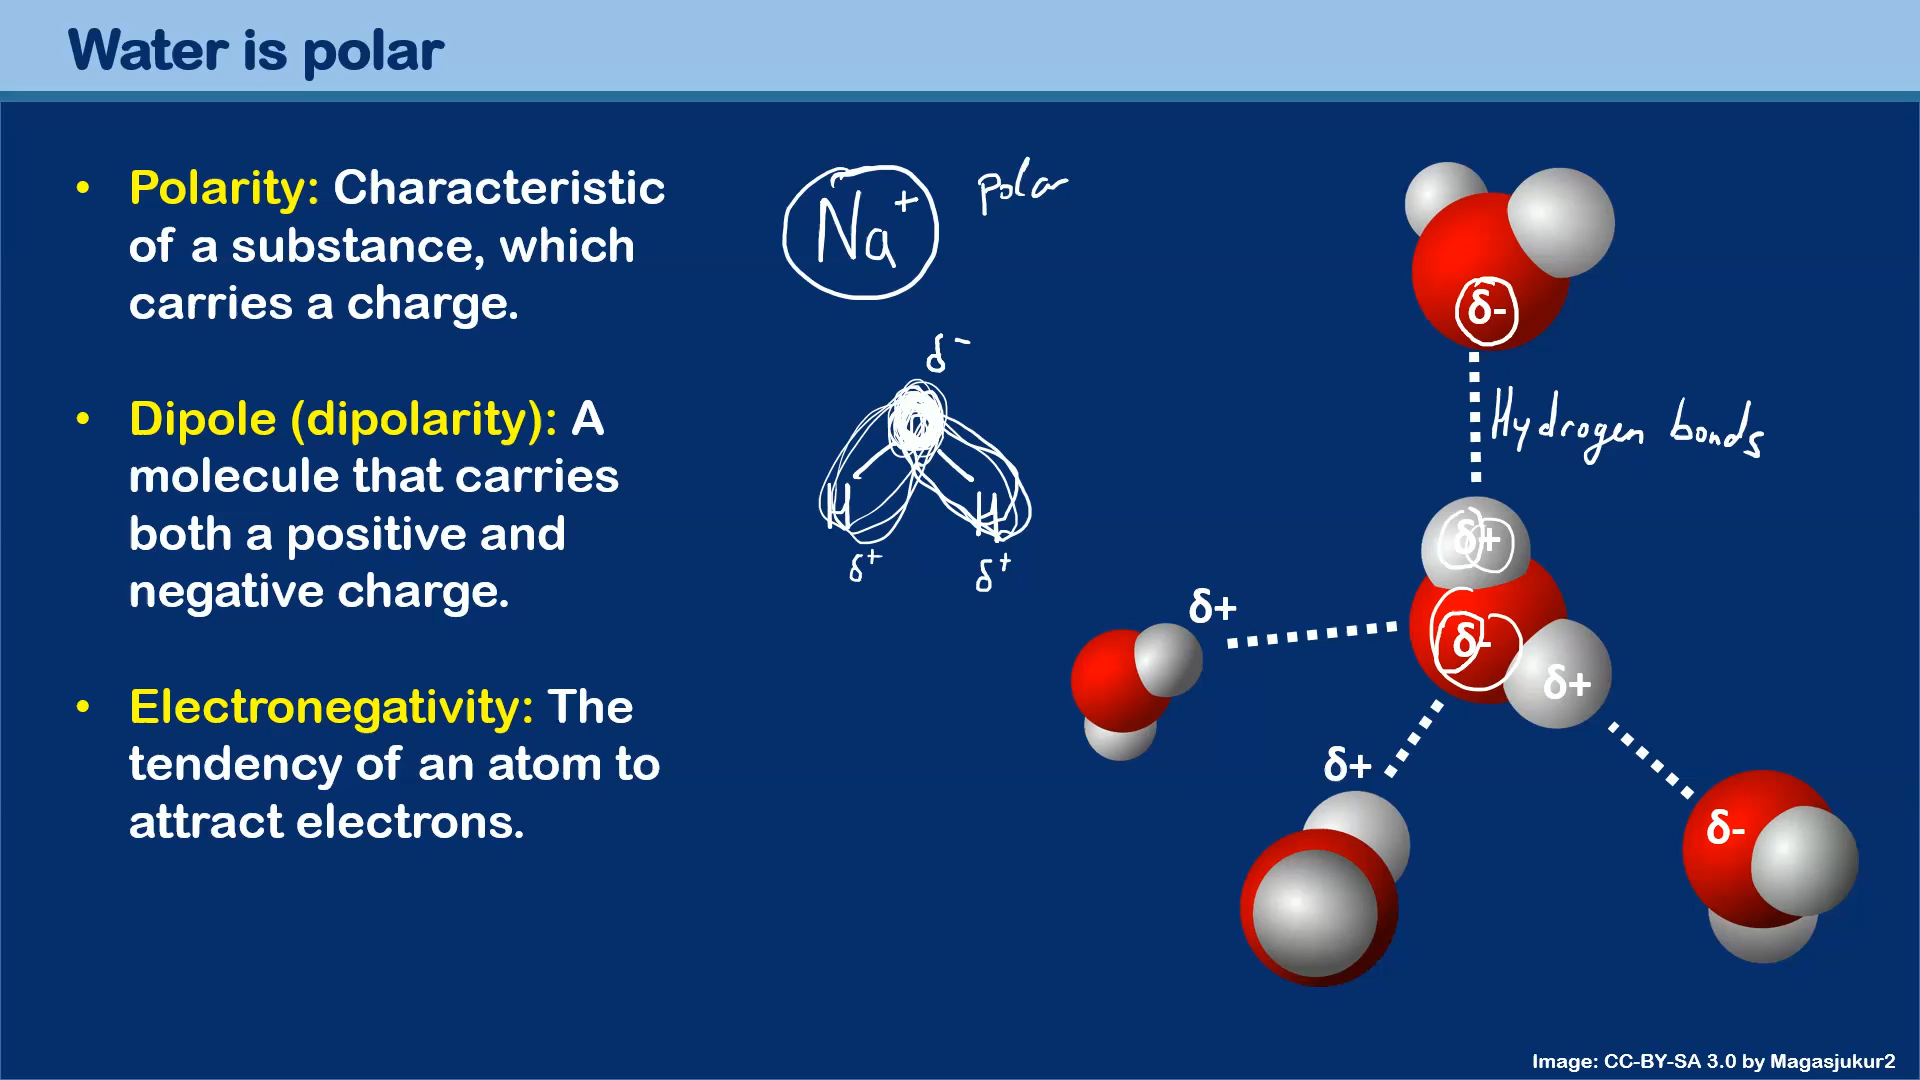 Water is polar
• Polarity: Characteristic
of a substance, which
carries a charge.
• Dipole (dipolarity): A
molecule that carries
both a positive and
negative charge.
• Electronegativity: The
tendency of an atom to
attract electrons.
Na+
polar
δ-
H H
δ+ δ+
δ-
Hydrogen bonds
δ+
δ-
δ+
δ+
δ+
δ-
Image: CC-BY-SA 3.0 by Magasjukur2